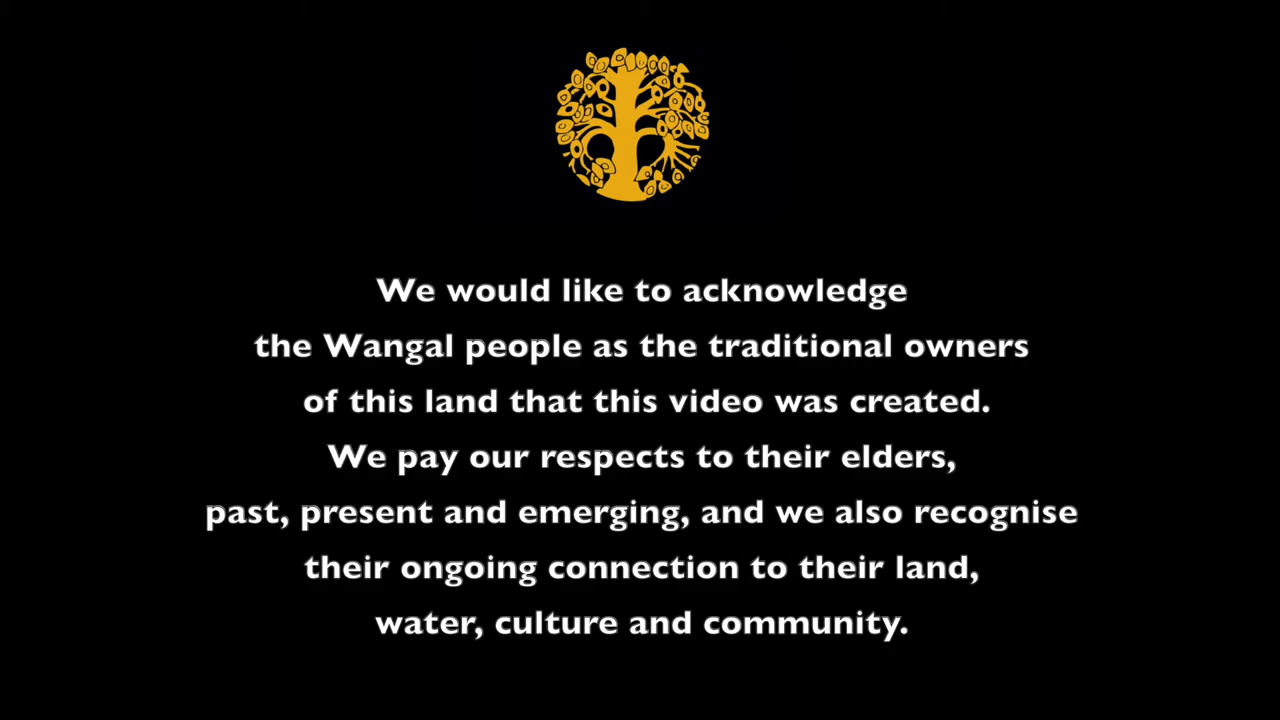 We would like to acknowledge
the Wangal people as the traditional owners
of this land that this video was created.
We pay our respects to their elders,
past, present and emerging, and we also recognise
their ongoing connection to their land,
water, culture and community.